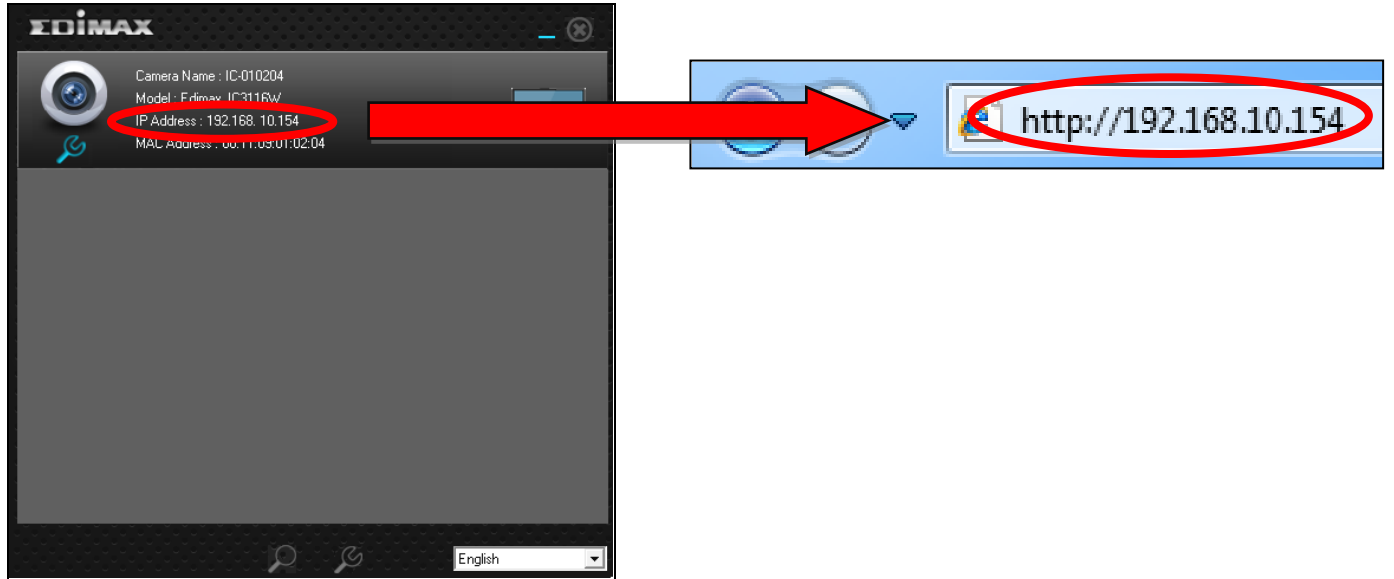 EDiMAX
Camera Name : IC-010204
Model : Edimax IC3116W
IP Address : 192.168. 10.154
MAC Address : 00:11:09:01:02:04
English
http://192.168.10.154